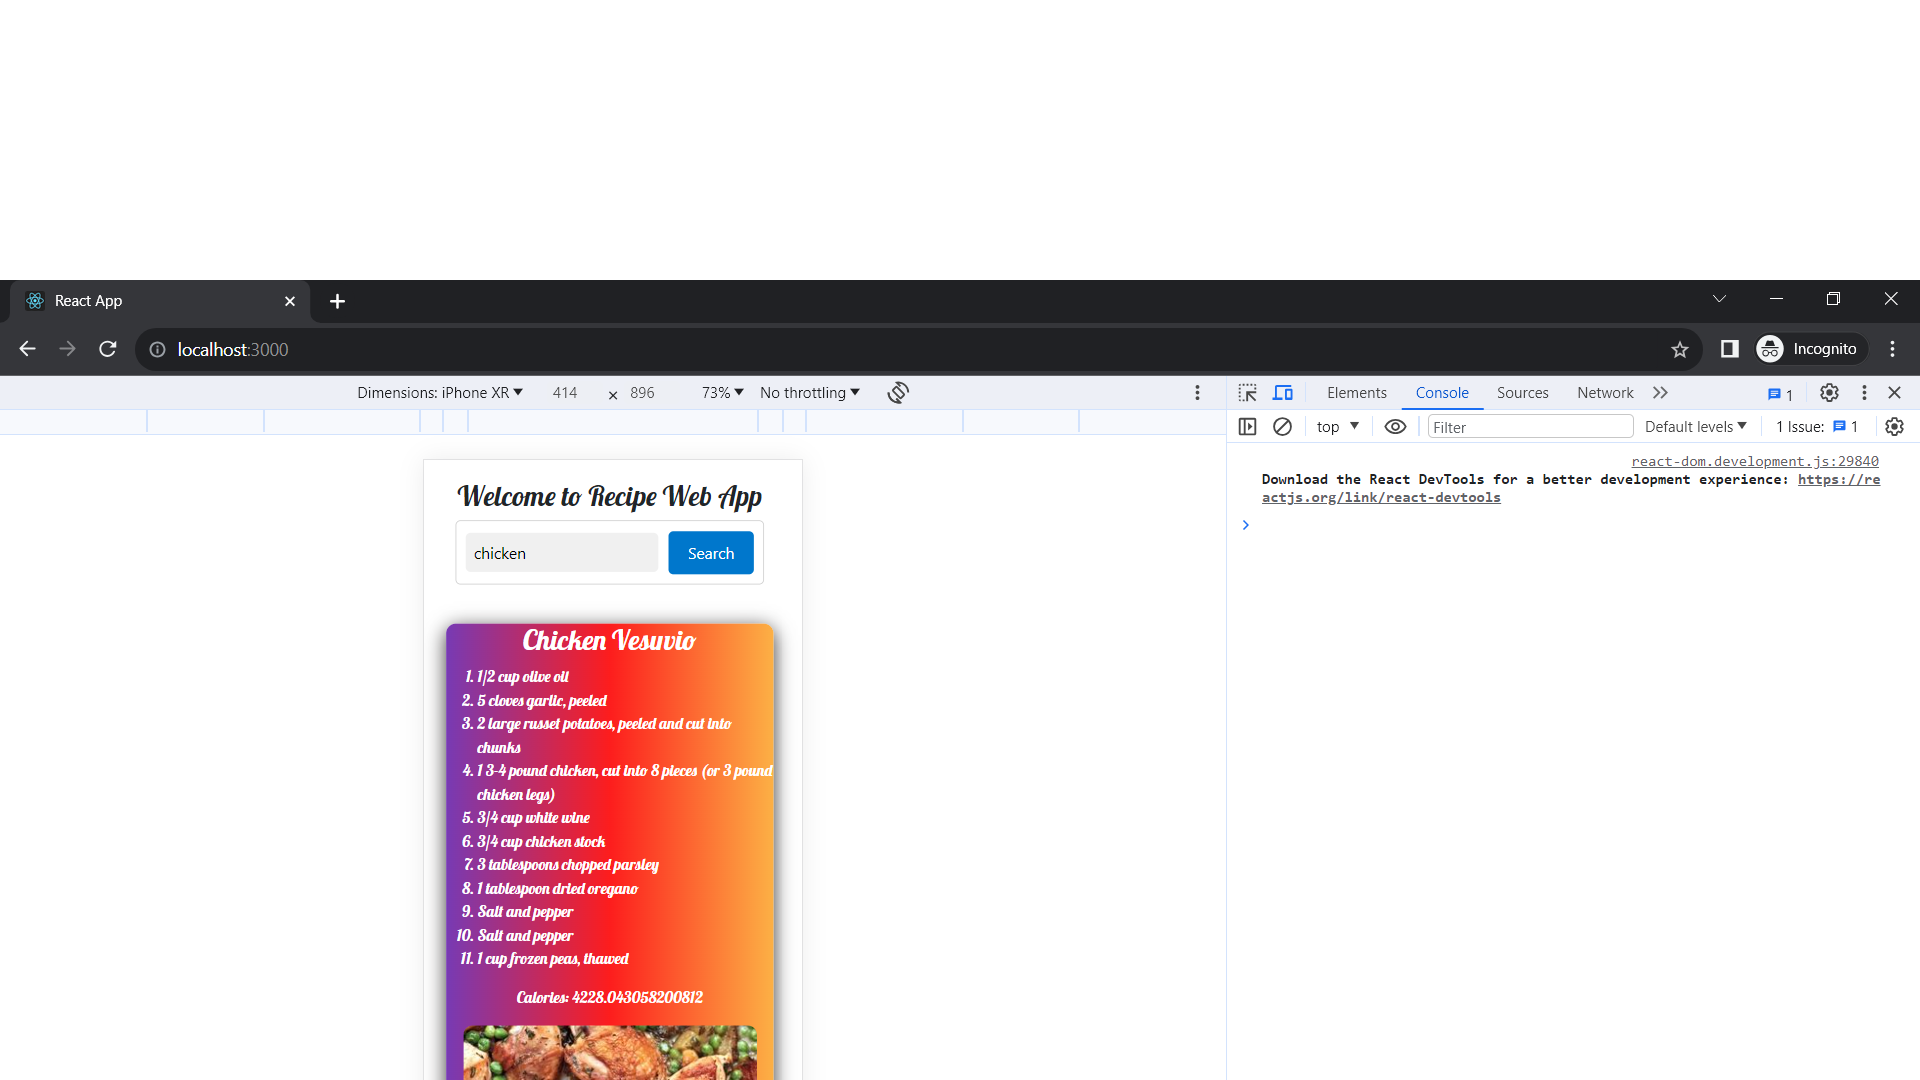 React App
localhost:3000
Incognito
Dimensions: iPhone XR 414 × 896 73% No throttling
Elements Console Sources Network 1
top Filter Default levels 1 Issue: 1
react-dom.development.js:29840
Download the React DevTools for a better development experience: https://re
actjs.org/link/react-devtools
Welcome to Recipe Web App
chicken Search
Chicken Vesuvio
1. 1/2 cup olive oil
2. 5 cloves garlic, peeled
3. 2 large russet potatoes, peeled and cut into
chunks
4. 1 3-4 pound chicken, cut into 8 pieces (or 3 pound
chicken legs)
5. 3/4 cup white wine
6. 3/4 cup chicken stock
7. 3 tablespoons chopped parsley
8. 1 tablespoon dried oregano
9. Salt and pepper
10. Salt and pepper
11. 1 cup frozen peas, thawed
Calories: 4228.043058200812